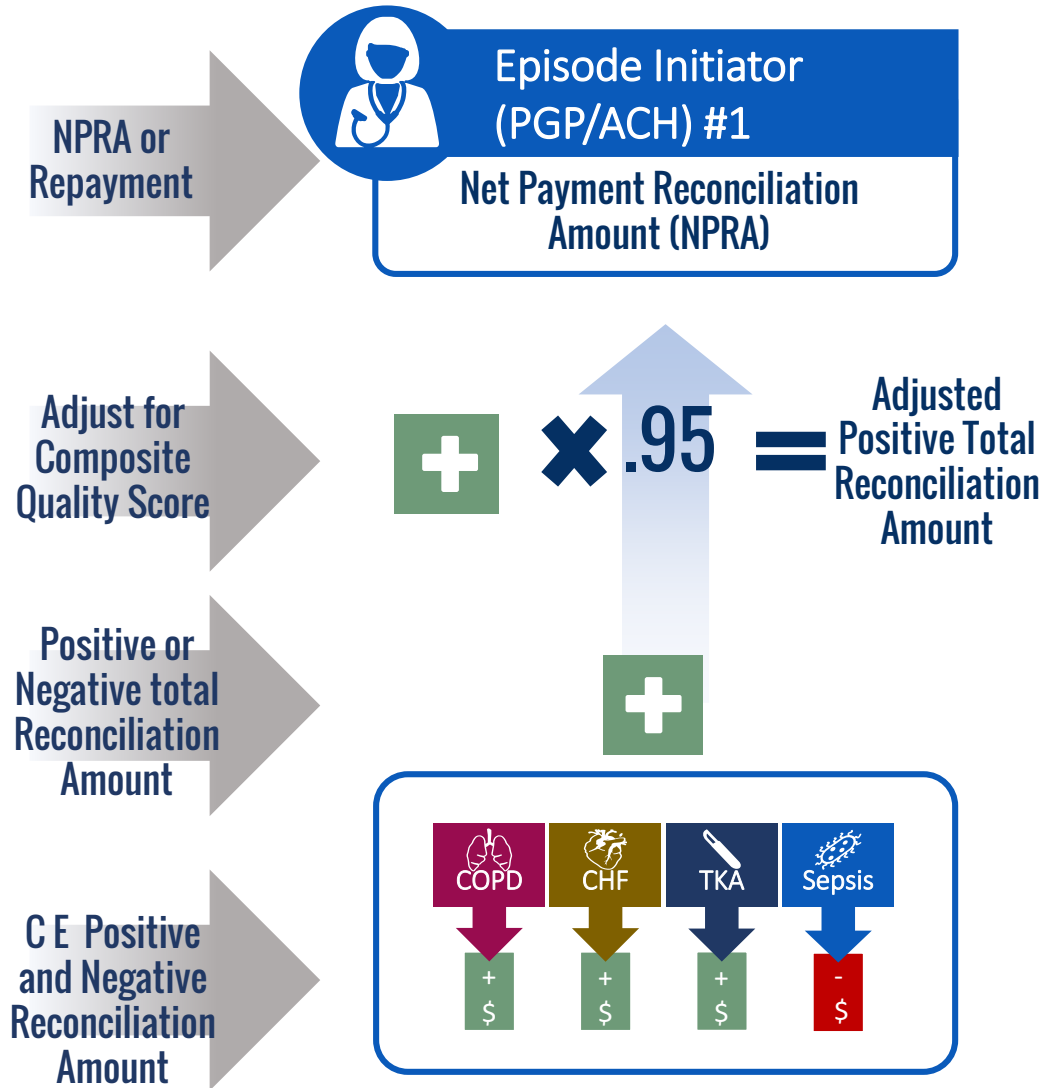 NPRA or
Repayment
Episode Initiator
(PGP/ACH) #1
Net Payment Reconciliation
Amount (NPRA)
Adjust for
Composite
Quality Score
.95
Adjusted
Positive Total
Reconciliation
Amount
Positive or
Negative total
Reconciliation
Amount
C E Positive
and Negative
Reconciliation
Amount
COPD
CHF
TKA
Sepsis
+
$
+
$
+
$
-
$